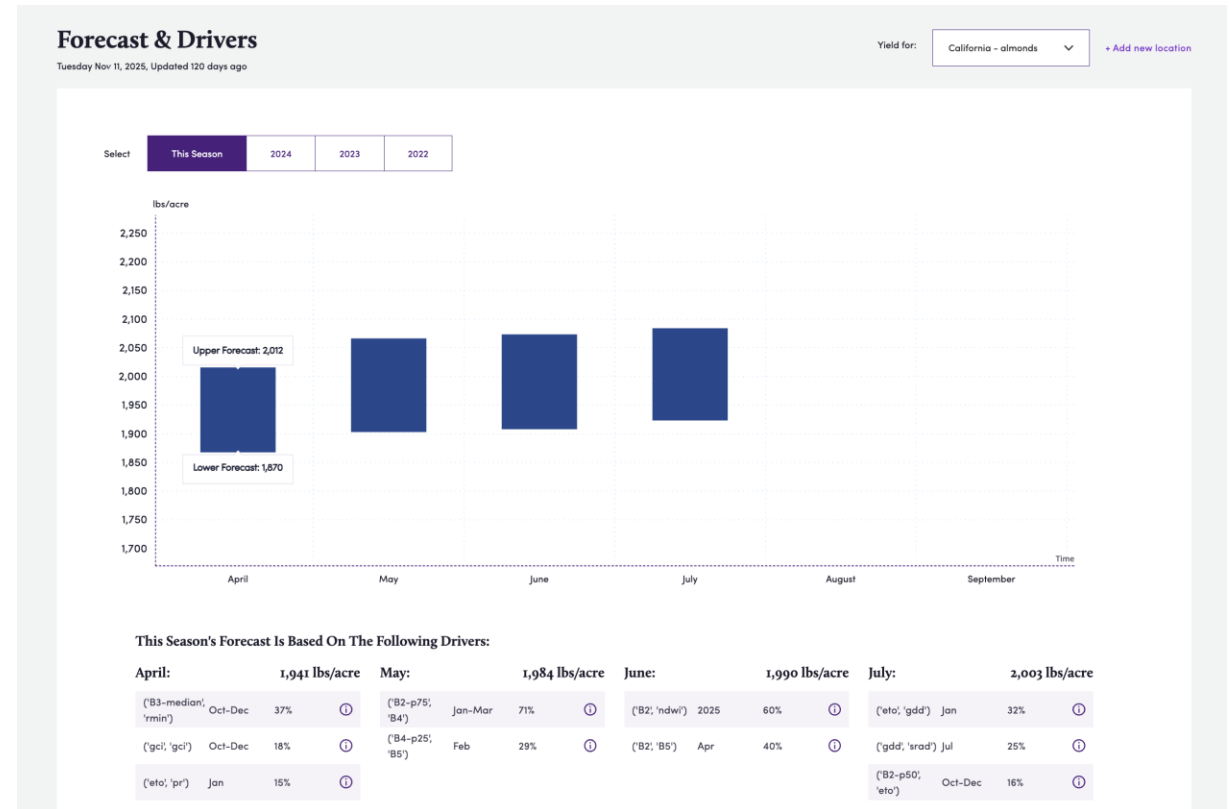 Forecast & Drivers
Tuesday Nov 11, 2025, Updated 120 days ago
Yield for:
California - almonds
+ Add new location
Select
This Season
2024
2023
2022
lbs/acre
2,250
2,200
2,150
2,100
2,050
2,000
1,950
1,900
1,850
1,800
1,750
1,700
Upper Forecast: 2,012
Lower Forecast: 1,870
Time
April
May
June
July
August
September
This Season's Forecast Is Based On The Following Drivers:
April: 1,941 lbs/acre
('B3-median', 'rmin') Oct-Dec 37%
('gci', 'gci') Oct-Dec 18%
('eto', 'pr') Jan 15%
May: 1,984 lbs/acre
('B2-p75', 'B4') Jan-Mar 71%
('B4-p25', 'B5') Feb 29%
June: 1,990 lbs/acre
('B2', 'ndwi') 2025 60%
('B2', 'B5') Apr 40%
July: 2,003 lbs/acre
('eto', 'gdd') Jan 32%
('gdd', 'srad') Jul 25%
('B2-p50', 'eto') Oct-Dec 16%